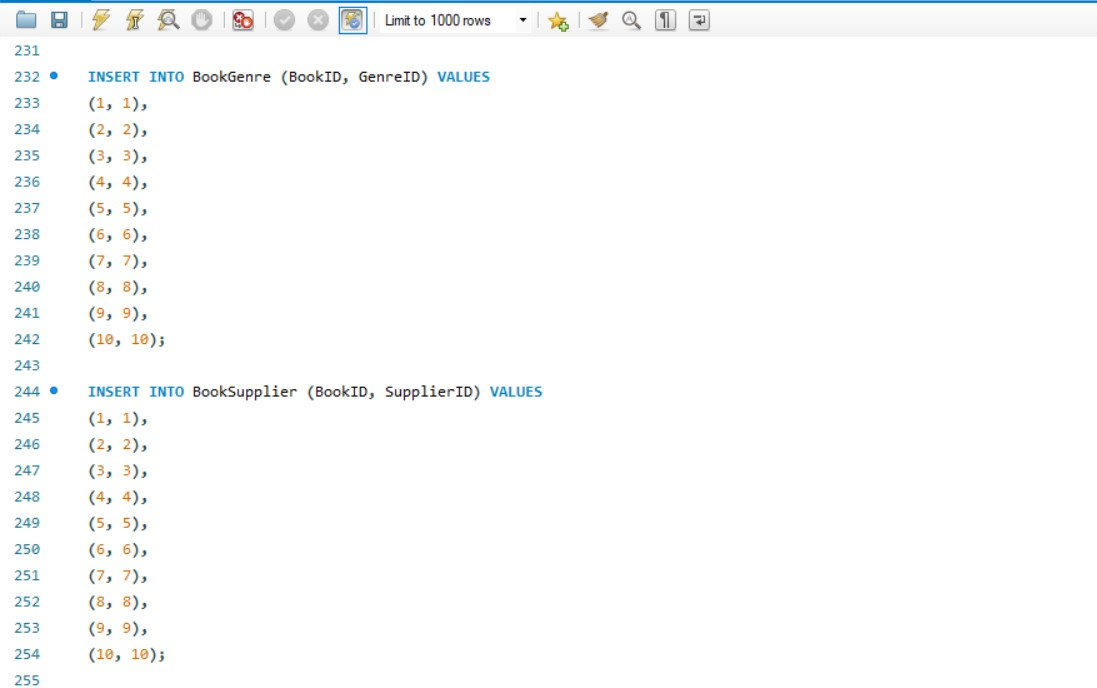 Limit to 1000 rows
231
232 INSERT INTO BookGenre (BookID, GenreID) VALUES
233 (1, 1),
234 (2, 2),
235 (3, 3),
236 (4, 4),
237 (5, 5),
238 (6, 6),
239 (7, 7),
240 (8, 8),
241 (9, 9),
242 (10, 10);
243
244 INSERT INTO BookSupplier (BookID, SupplierID) VALUES
245 (1, 1),
246 (2, 2),
247 (3, 3),
248 (4, 4),
249 (5, 5),
250 (6, 6),
251 (7, 7),
252 (8, 8),
253 (9, 9),
254 (10, 10);
255